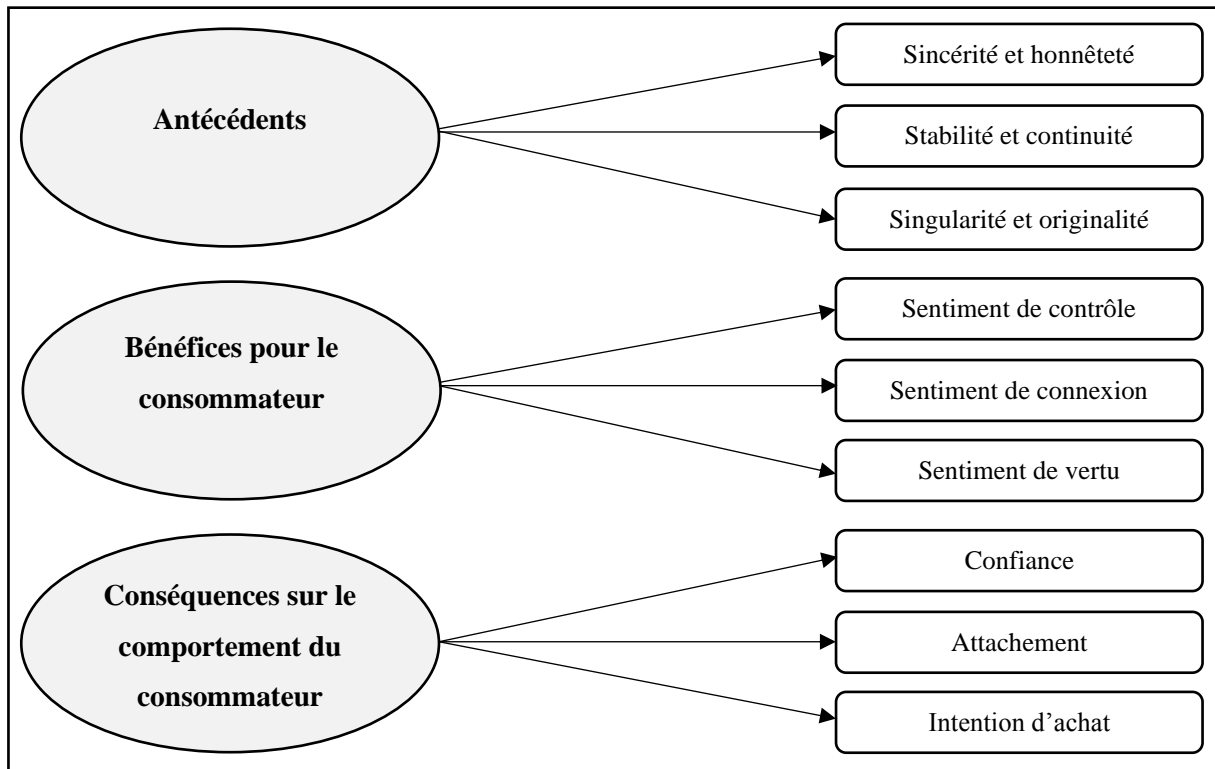 Antécédents
Sincérité et honnêteté
Stabilité et continuité
Singularité et originalité
Bénéfices pour le
consommateur
Sentiment de contrôle
Sentiment de connexion
Sentiment de vertu
Conséquences sur le
comportement du
consommateur
Confiance
Attachement
Intention d’achat